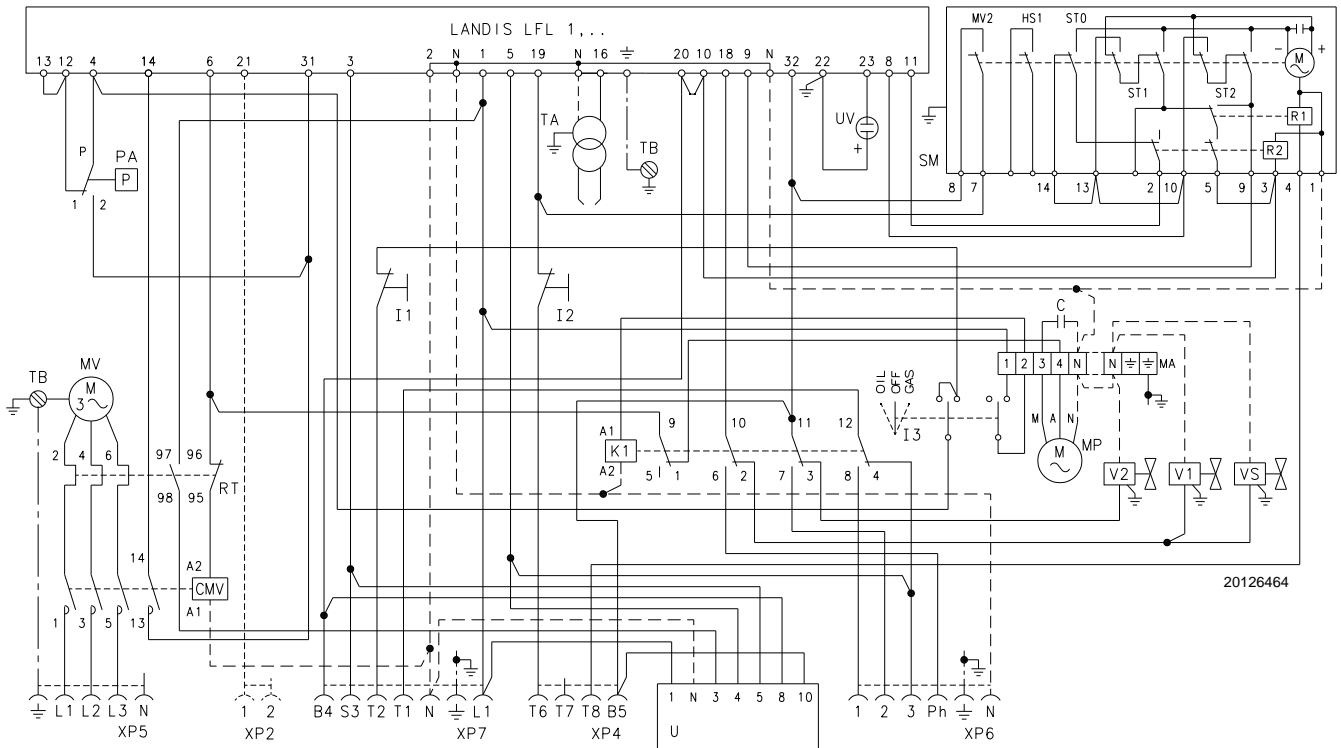 LANDIS LFL 1,..
MV2 HS1 ST0
- +
M
13 12 4 14 6 21 31 3 2 N 1 5 19 N 16 20 10 18 9 N 32 22 23 8 11
ST1 ST2
R1
R2
TA
UV
+
TB
SM
P PA
P
1 2
8 7 14 13 2 10 5 9 3 4 1
I1 I2
C
1 2 3 4 N N MA
TB MV
M
3
OIL
OFF
GAS
I3
M A N
M
MP
2 4 6 97 96
98 95
RT
9 10 11 12
A1
K1
A2
5 1 6 2 7 3 8 4
V2 V1 VS
14 A2
CMV
A1
1 3 5 13
20126464
L1 L2 L3 N
XP5
1 2
XP2
B4 S3 T2 T1 N L1
XP7
T6 T7 T8 B5
XP4
1 N 3 4 5 8 10
U
1 2 3 Ph N
XP6